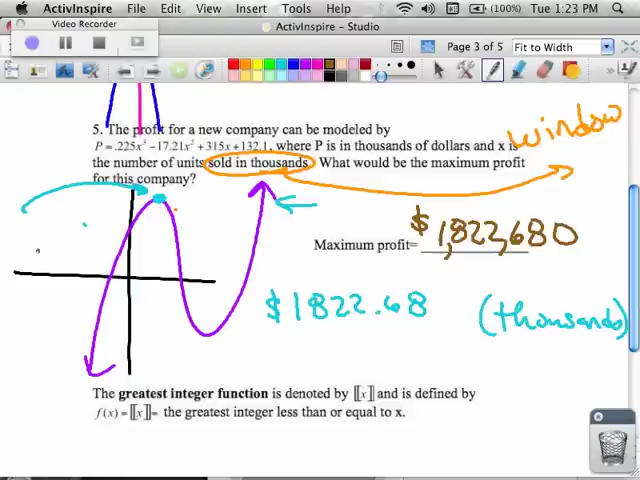 ActivInspire File Edit View Insert Tools Help (100%) Tue 1:23 PM
Video Recorder
ActivInspire - Studio
Page 3 of 5 Fit to Width
5. The profit for a new company can be modeled by
P = .225x³ −17.21x² +315x+132.1, where P is in thousands of dollars and x is
the number of units sold in thousands. What would be the maximum profit
for this company?
window
Maximum profit= $1,822,680
$1822.68 (thousands)
The greatest integer function is denoted by ⟦x⟧ and is defined by
f(x)=⟦x⟧= the greatest integer less than or equal to x.